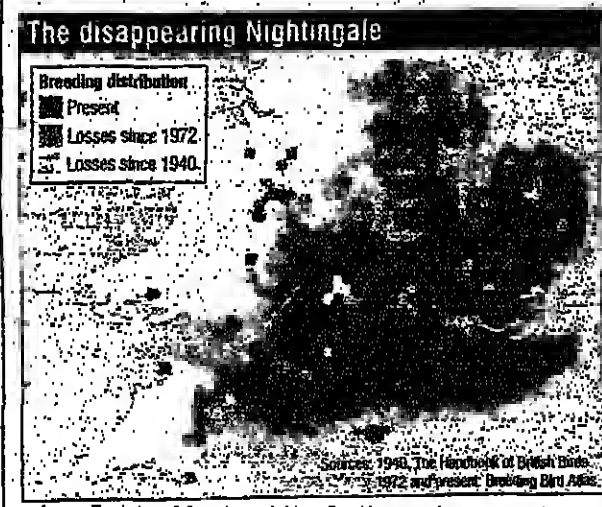 The disappearing Nightingale
Breeding distribution
Present
Losses since 1972
Losses since 1940
Sources: 1940, The Handbook of British Birds
1972 and present, Breeding Bird Atlas